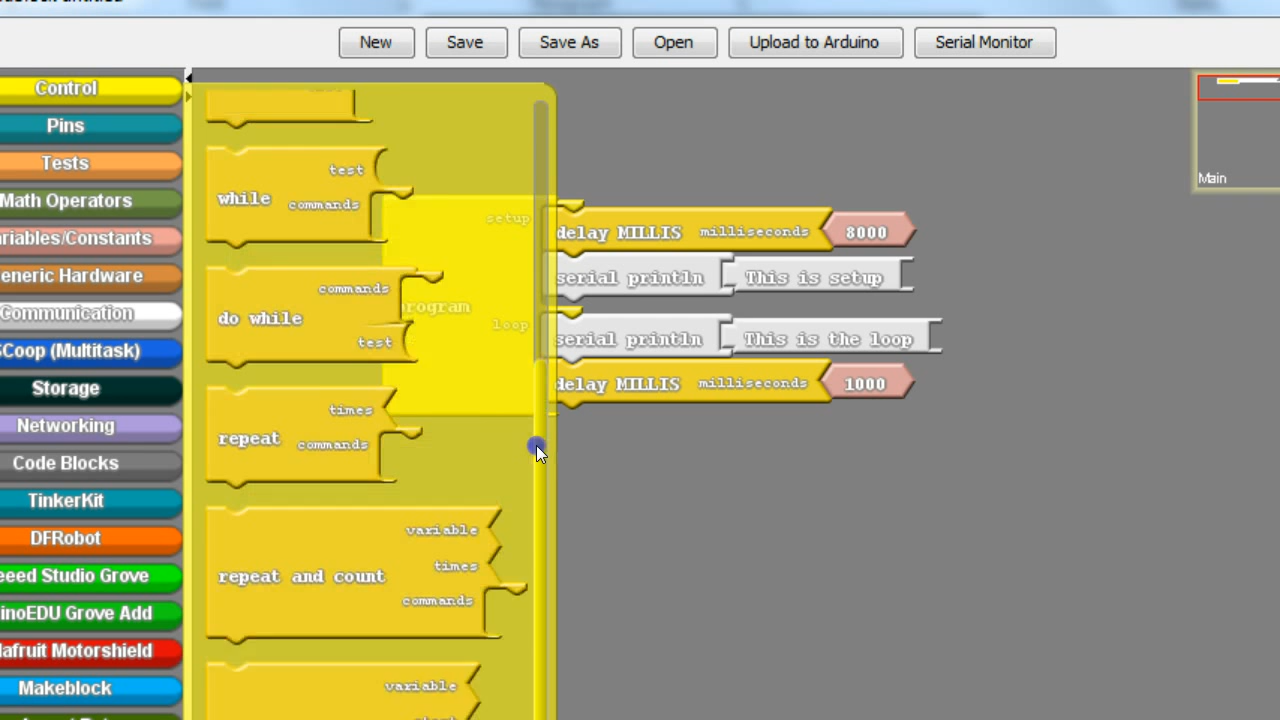 New Save Save As Open Upload to Arduino Serial Monitor
Control
Pins
Tests
Math Operators
riables/Constants
eneric Hardware
Communication
Coop (Multitask)
Storage
Networking
Code Blocks
TinkerKit
DFRobot
eeed Studio Grove
inoEDU Grove Add
lafruit Motorshield
Makeblock
while test
commands
do while commands
test
repeat times
commands
repeat and count variable
times
commands
variable
program setup
loop
delay MILLIS milliseconds 8000
serial println This is setup
serial println This is the loop
delay MILLIS milliseconds 1000
Main